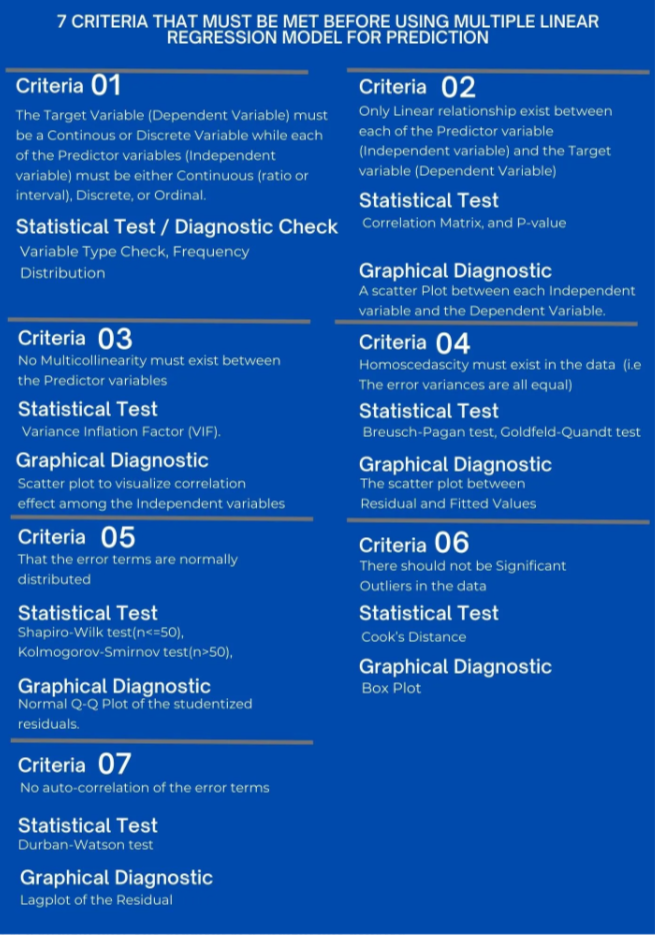 7 CRITERIA THAT MUST BE MET BEFORE USING MULTIPLE LINEAR
REGRESSION MODEL FOR PREDICTION
Criteria 01
The Target Variable (Dependent Variable) must
be a Continous or Discrete Variable while each
of the Predictor variables (Independent
variable) must be either Continuous (ratio or
interval), Discrete, or Ordinal.
Statistical Test / Diagnostic Check
Variable Type Check, Frequency
Distribution
Criteria 02
Only Linear relationship exist between
each of the Predictor variable
(Independent variable) and the Target
variable (Dependent Variable)
Statistical Test
Correlation Matrix, and P-value
Graphical Diagnostic
A scatter Plot between each Independent
variable and the Dependent Variable.
Criteria 03
No Multicollinearity must exist between
the Predictor variables
Statistical Test
Variance Inflation Factor (VIF).
Graphical Diagnostic
Scatter plot to visualize correlation
effect among the Independent variables
Criteria 04
Homoscedascity must exist in the data (i.e
The error variances are all equal)
Statistical Test
Breusch-Pagan test, Goldfeld-Quandt test
Graphical Diagnostic
The scatter plot between
Residual and Fitted Values
Criteria 05
That the error terms are normally
distributed
Statistical Test
Shapiro-Wilk test(n<=50),
Kolmogorov-Smirnov test(n>50),
Graphical Diagnostic
Normal Q-Q Plot of the studentized
residuals.
Criteria 06
There should not be Significant
Outliers in the data
Statistical Test
Cook's Distance
Graphical Diagnostic
Box Plot
Criteria 07
No auto-correlation of the error terms
Statistical Test
Durban-Watson test
Graphical Diagnostic
Lagplot of the Residual